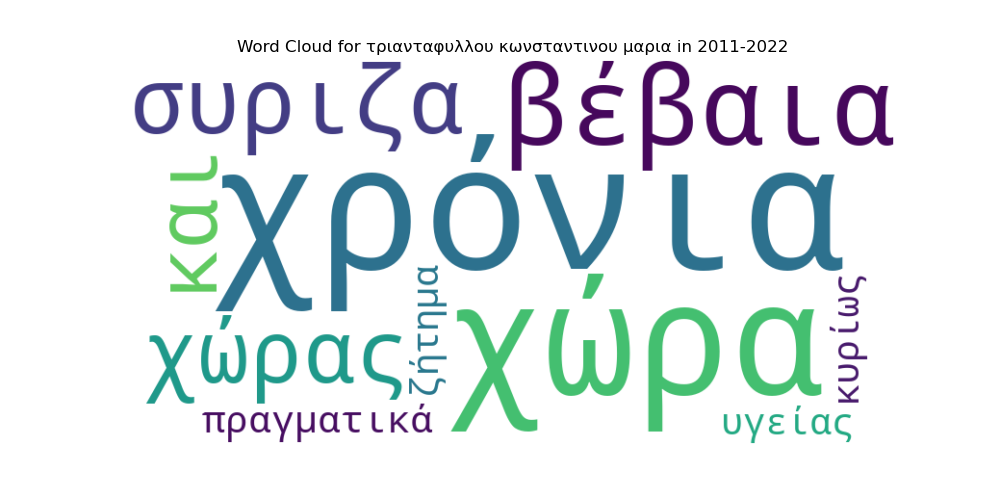 Word Cloud for τριανταφυλλου κωνσταντινου μαρια in 2011-2022
συριζα
βέβαια
και
χρόνια
χώρας
ζήτημα
χώρα
κυρίως
πραγματικά
υγείας